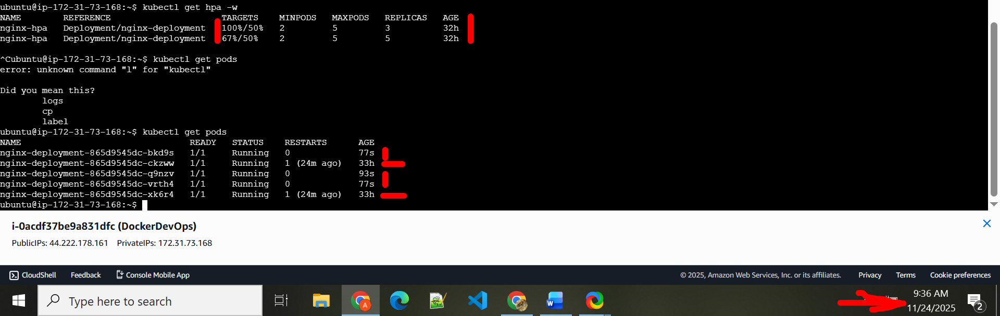 ubuntu@ip-172-31-73-168:~$ kubectl get hpa -w
NAME REFERENCE TARGETS MINPODS MAXPODS REPLICAS AGE
nginx-hpa Deployment/nginx-deployment 100%/50% 2 5 3 32h
nginx-hpa Deployment/nginx-deployment 67%/50% 2 5 5 32h
^Cubuntu@ip-172-31-73-168:~$ kubectl get pods
error: unknown command "l" for "kubectl"
Did you mean this?
logs
cp
label
ubuntu@ip-172-31-73-168:~$ kubectl get pods
NAME READY STATUS RESTARTS AGE
nginx-deployment-865d9545dc-bkd9s 1/1 Running 0 77s
nginx-deployment-865d9545dc-ckzww 1/1 Running 1 (24m ago) 33h
nginx-deployment-865d9545dc-q9nzv 1/1 Running 0 93s
nginx-deployment-865d9545dc-vrth4 1/1 Running 0 77s
nginx-deployment-865d9545dc-xk6r4 1/1 Running 1 (24m ago) 33h
ubuntu@ip-172-31-73-168:~$
i-0acdf37be9a831dfc (DockerDevOps)
PublicIPs: 44.222.178.161 PrivateIPs: 172.31.73.168
CloudShell Feedback Console Mobile App © 2025, Amazon Web Services, Inc. or its affiliates. Privacy Terms Cookie preferences
Type here to search
9:36 AM
11/24/2025
2